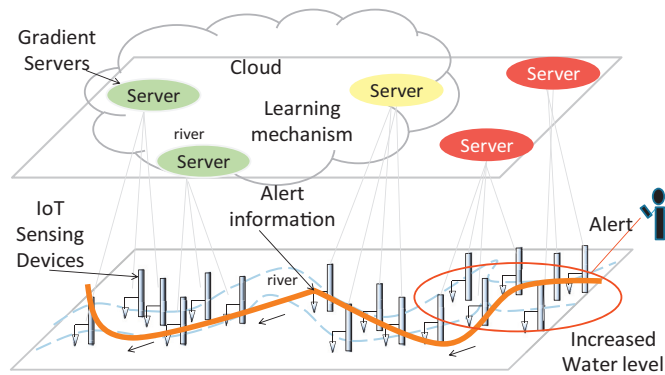 Gradient
Servers
Cloud
Server
Server
Server
Learning
mechanism
river
Server
Server
IoT
Sensing
Devices
Alert
information
Alert
river
Increased
Water level